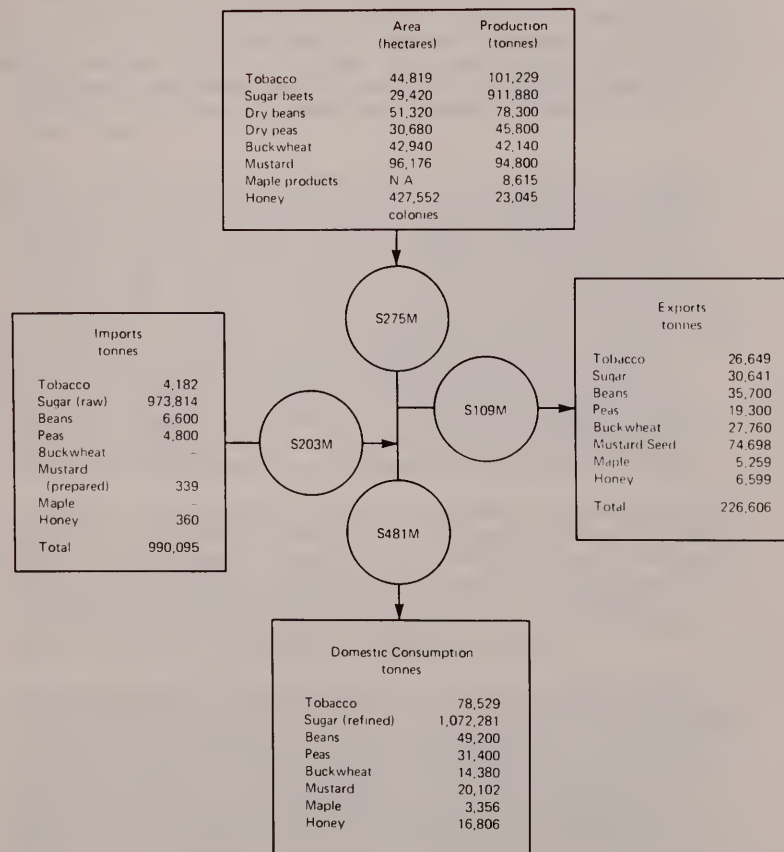 Area Production
(hectares) (tonnes)
Tobacco 44,819 101,229
Sugar beets 29,420 911,880
Dry beans 51,320 78,300
Dry peas 30,680 45,800
Buckwheat 42,940 42,140
Mustard 96,176 94,800
Maple products N A 8,615
Honey 427,552 23,045
colonies
S275M
Imports
tonnes
Tobacco 4,182
Sugar (raw) 973,814
Beans 6,600
Peas 4,800
Buckwheat –
Mustard
(prepared) 339
Maple –
Honey 360
Total 990,095
S203M
S109M
Exports
tonnes
Tobacco 26,649
Sugar 30,641
Beans 35,700
Peas 19,300
Buckwheat 27,760
Mustard Seed 74,698
Maple 5,259
Honey 6,599
Total 226,606
S481M
Domestic Consumption
tonnes
Tobacco 78,529
Sugar (refined) 1,072,281
Beans 49,200
Peas 31,400
Buckwheat 14,380
Mustard 20,102
Maple 3,356
Honey 16,806